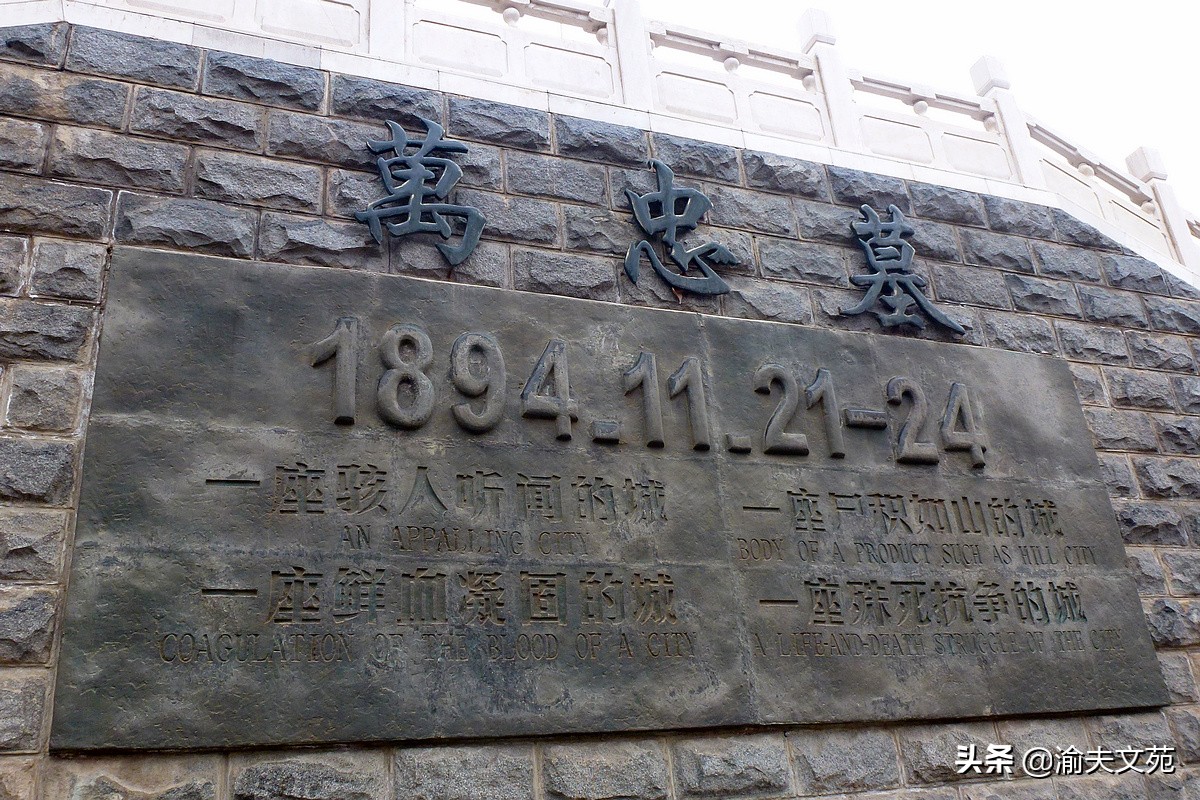 萬忠墓
1894.11.21-24
一座骇人听闻的城
AN APPALLING CITY
一座尸积如山的城
BODY OF A PRODUCT SUCH AS HILL CITY
一座鲜血凝固的城
COAGULATION OF THE BLOOD OF A CITY
一座殊死抗争的城
A LIFE-AND-DEATH STRUGGLE OF THE CITY
头条 @渝夫文苑